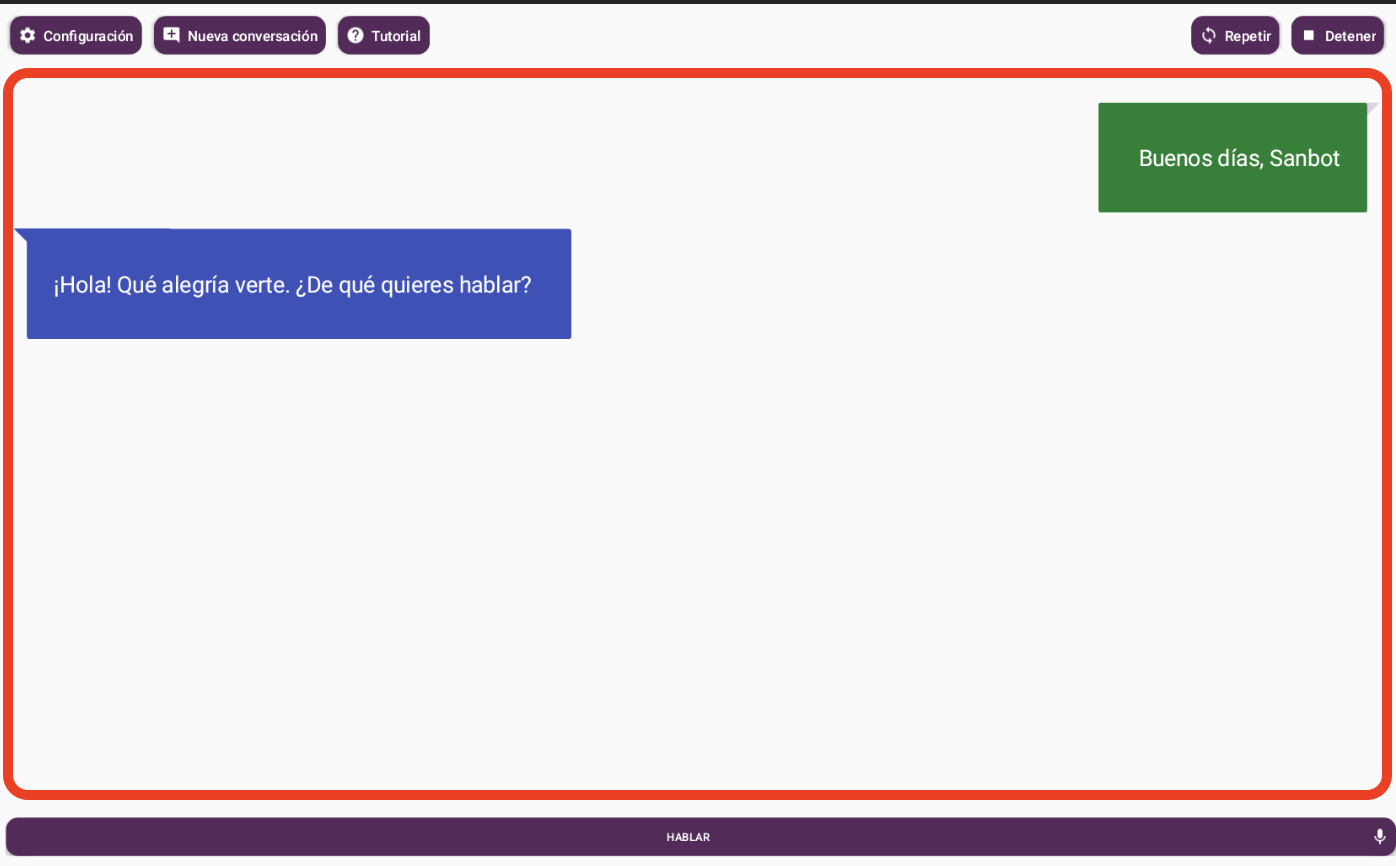 Configuración Nueva conversación Tutorial Repetir Detener
Buenos días, Sanbot
¡Hola! Qué alegría verte. ¿De qué quieres hablar?
HABLAR